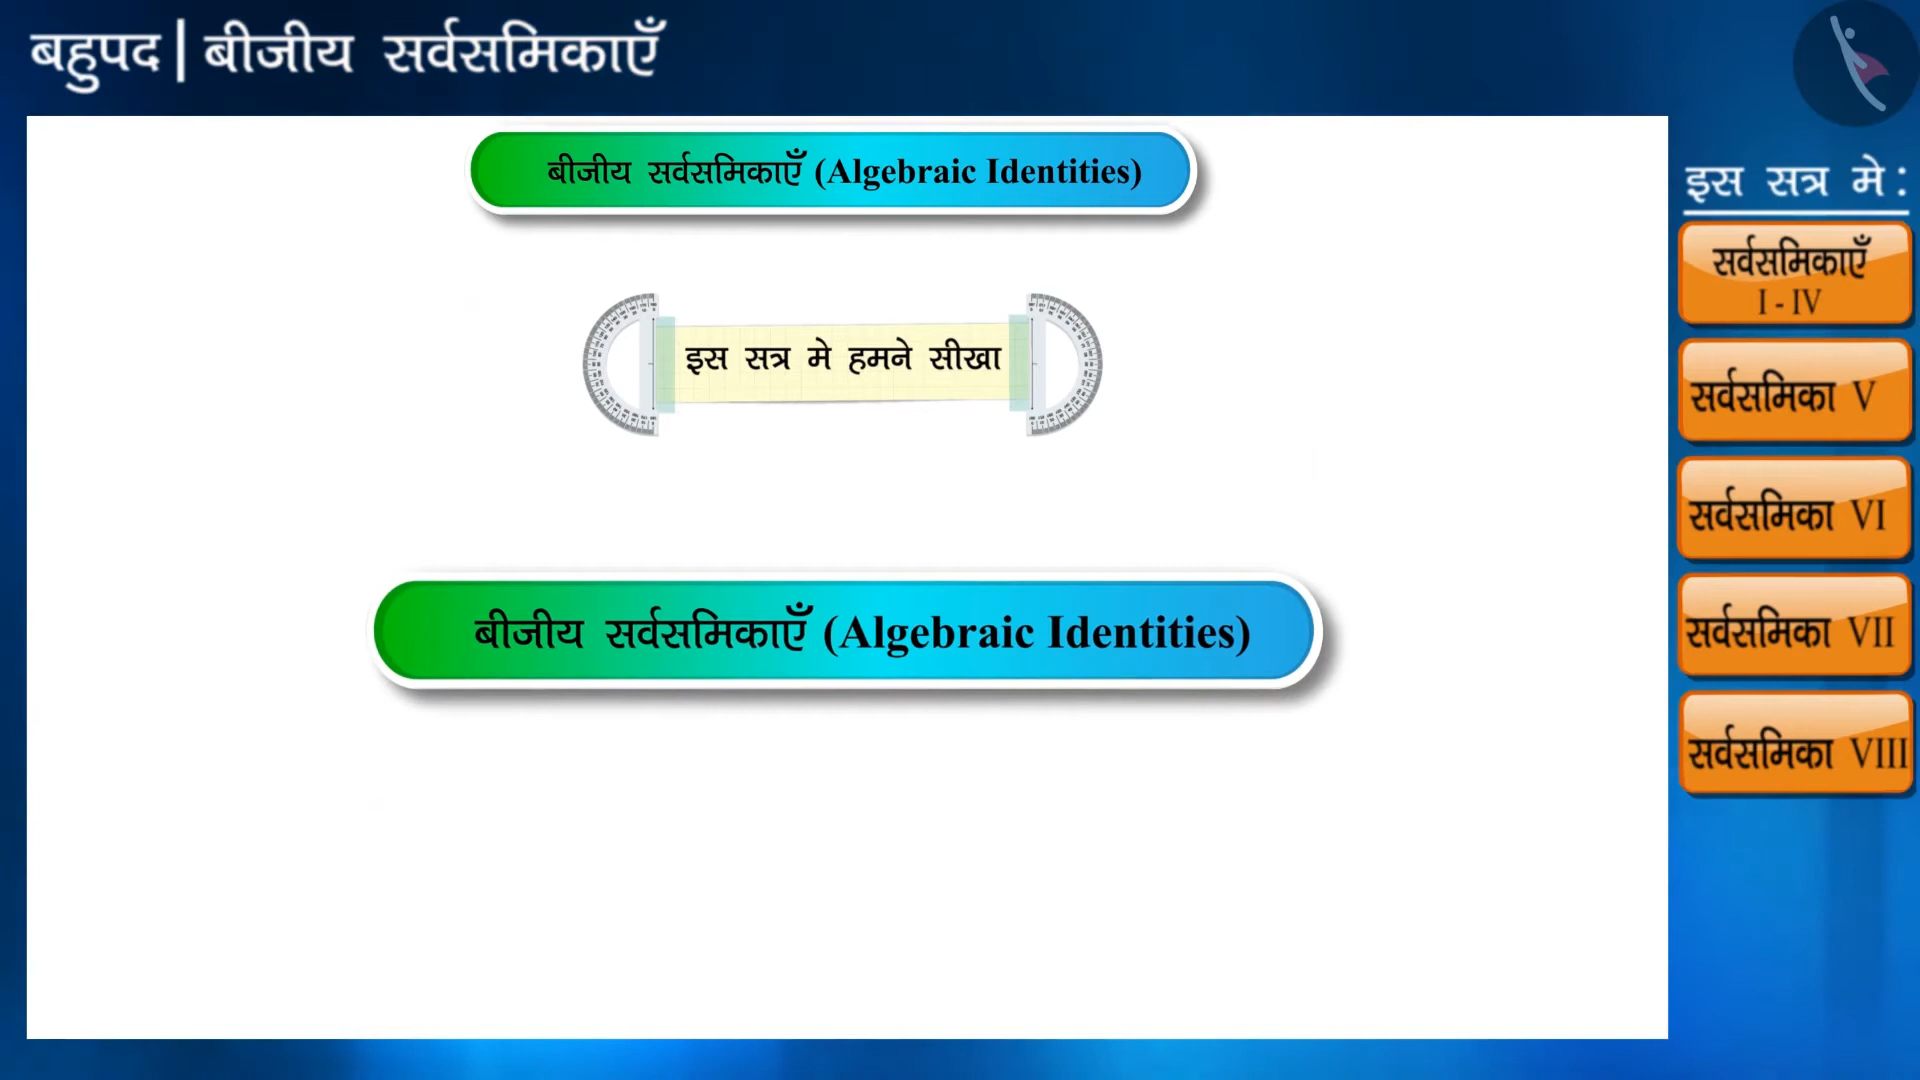 बहुपद | बीजीय सर्वसमिकाएँ
बीजीय सर्वसमिकाएँ (Algebraic Identities)
इस सत्र मे हमने सीखा
बीजीय सर्वसमिकाएँ (Algebraic Identities)
इस सत्र मे :
सर्वसमिकाएँ
I - IV
सर्वसमिका V
सर्वसमिका VI
सर्वसमिका VII
सर्वसमिका VIII